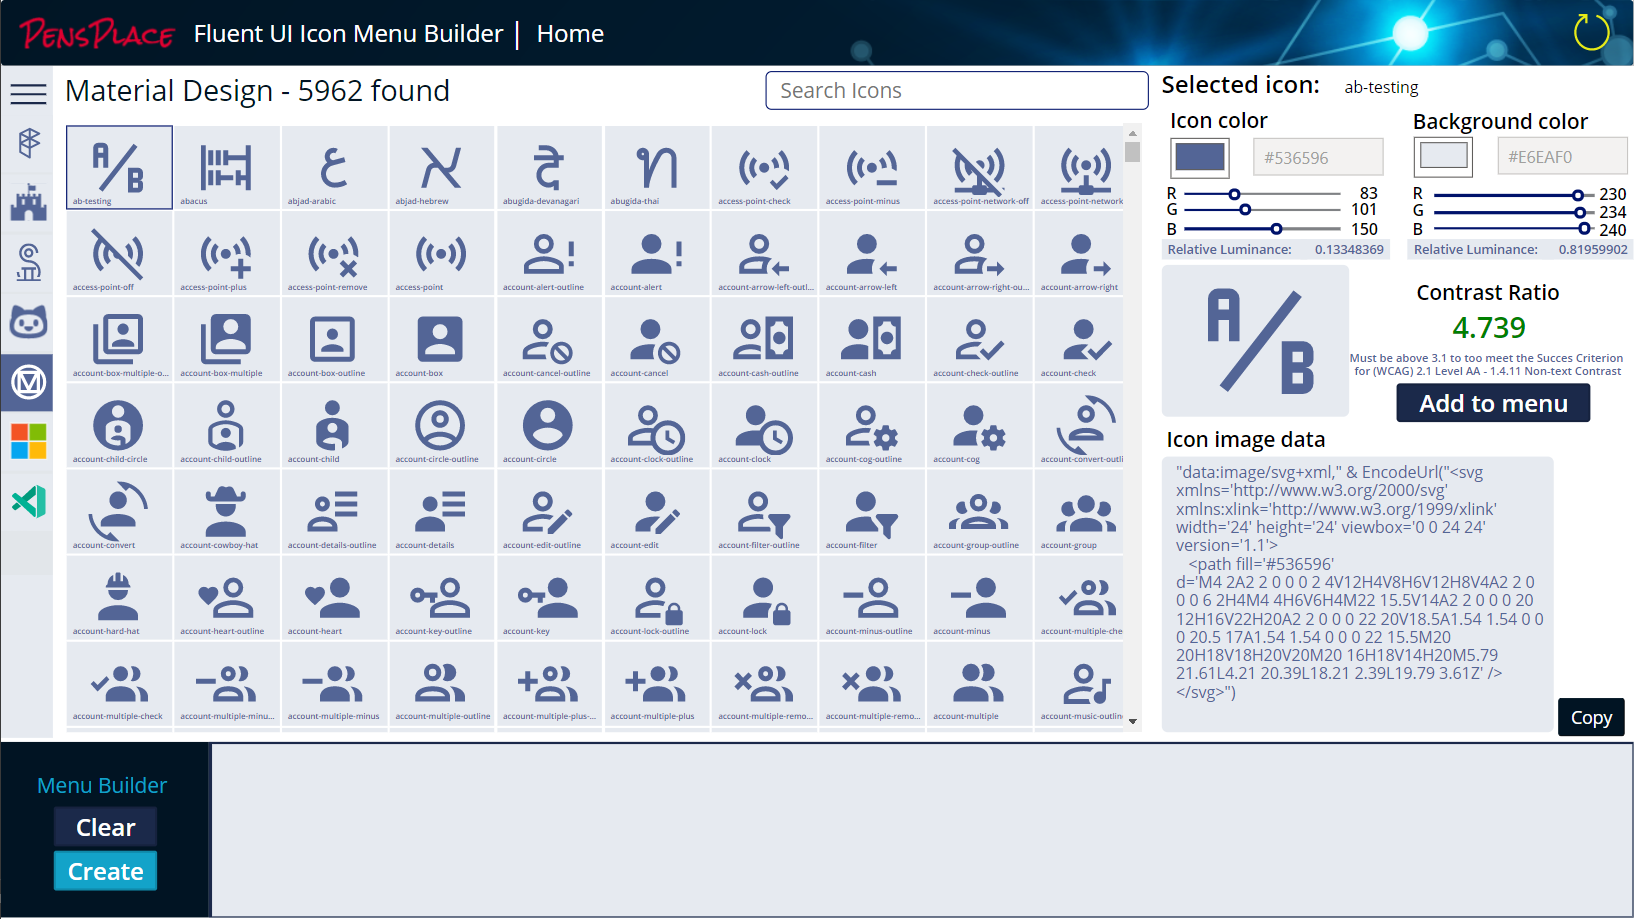 PensPlace Fluent UI Icon Menu Builder | Home
Material Design - 5962 found
Search Icons
ab-testing
abacus
abjad-arabic
abjad-hebrew
abugida-devanagari
abugida-thai
access-point-check
access-point-minus
access-point-network-off
access-point-network
access-point-off
access-point-plus
access-point-remove
access-point
account-alert-outline
account-alert
account-arrow-left-outl...
account-arrow-left
account-arrow-right-ou...
account-arrow-right
account-box-multiple-o...
account-box-multiple
account-box-outline
account-box
account-cancel-outline
account-cancel
account-cash-outline
account-cash
account-check-outline
account-check
account-child-circle
account-child-outline
account-child
account-circle-outline
account-circle
account-clock-outline
account-clock
account-cog-outline
account-cog
account-convert-outli
account-convert
account-cowboy-hat
account-details-outline
account-details
account-edit-outline
account-edit
account-filter-outline
account-filter
account-group-outline
account-group
account-hard-hat
account-heart-outline
account-heart
account-key-outline
account-key
account-lock-outline
account-lock
account-minus-outline
account-minus
account-multiple-che
account-multiple-check
account-multiple-minu...
account-multiple-minus
account-multiple-outline
account-multiple-plus-...
account-multiple-plus
account-multiple-remo...
account-multiple-remo...
account-multiple
account-music-outlin
Selected icon: ab-testing
Icon color
#536596
R 83
G 101
B 150
Relative Luminance: 0.13348369
Background color
#E6EAF0
R 230
G 234
B 240
Relative Luminance: 0.81959902
A/B
Contrast Ratio
4.739
Must be above 3.1 to too meet the Succes Criterion
for (WCAG) 2.1 Level AA - 1.4.11 Non-text Contrast
Add to menu
Icon image data
"data:image/svg+xml," & EncodeUrl("<svg
xmlns='http://www.w3.org/2000/svg'
xmlns:xlink='http://www.w3.org/1999/xlink'
width='24' height='24' viewbox='0 0 24 24'
version='1.1'>
<path fill='#536596'
d='M4 2A2 2 0 0 0 2 4V12H4V8H6V12H8V4A2 2 0
0 0 6 2H4M4 4H6V6H4M22 15.5V14A2 2 0 0 0 20
12H16V22H20A2 2 0 0 0 22 20V18.5A1.54 1.54 0 0
0 20.5 17A1.54 1.54 0 0 0 22 15.5M20
20H18V18H20V20M20 16H18V14H20M5.79
21.61L4.21 20.39L18.21 2.39L19.79 3.61Z' />
</svg>")
Copy
Menu Builder
Clear
Create